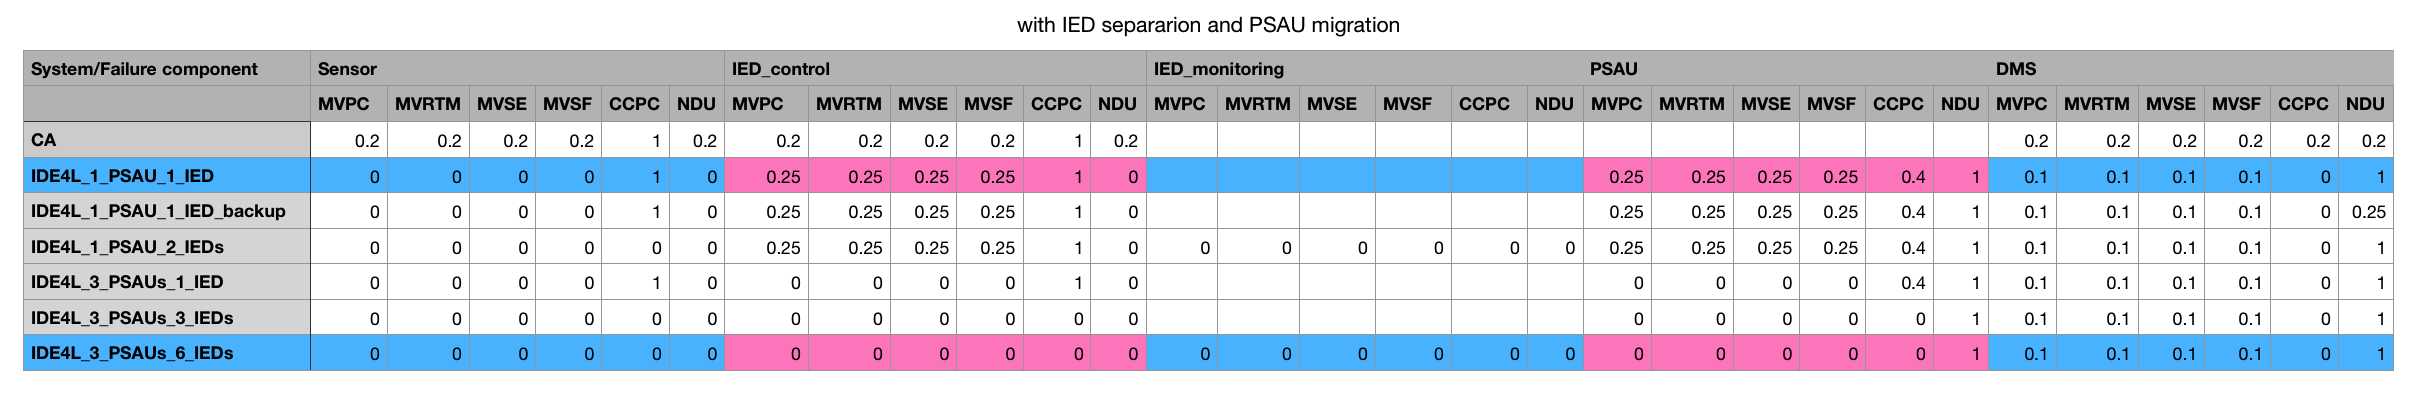 with IED separarion and PSAU migration
System/Failure component Sensor IED_control IED_monitoring PSAU DMS
MVPC MVRTM MVSE MVSF CCPC NDU MVPC MVRTM MVSE MVSF CCPC NDU MVPC MVRTM MVSE MVSF CCPC NDU MVPC MVRTM MVSE MVSF CCPC NDU MVPC MVRTM MVSE MVSF CCPC NDU
CA 0.2 0.2 0.2 0.2 1 0.2 0.2 0.2 0.2 0.2 1 0.2 0.2 0.2 0.2 0.2 0.2 0.2
IDE4L_1_PSAU_1_IED 0 0 0 0 1 0 0.25 0.25 0.25 0.25 1 0 0.25 0.25 0.25 0.25 0.4 1 0.1 0.1 0.1 0.1 0 1
IDE4L_1_PSAU_1_IED_backup 0 0 0 0 1 0 0.25 0.25 0.25 0.25 1 0 0.25 0.25 0.25 0.25 0.4 1 0.1 0.1 0.1 0.1 0 0.25
IDE4L_1_PSAU_2_IEDs 0 0 0 0 0 0 0.25 0.25 0.25 0.25 1 0 0 0 0 0 0 0 0.25 0.25 0.25 0.25 0.4 1 0.1 0.1 0.1 0.1 0 1
IDE4L_3_PSAUs_1_IED 0 0 0 0 1 0 0 0 0 0 1 0 0 0 0 0 0.4 1 0.1 0.1 0.1 0.1 0 1
IDE4L_3_PSAUs_3_IEDs 0 0 0 0 0 0 0 0 0 0 0 0 0 0 0 0 0 1 0.1 0.1 0.1 0.1 0 1
IDE4L_3_PSAUs_6_IEDs 0 0 0 0 0 0 0 0 0 0 0 0 0 0 0 0 0 0 0 0 0 0 0 1 0.1 0.1 0.1 0.1 0 1